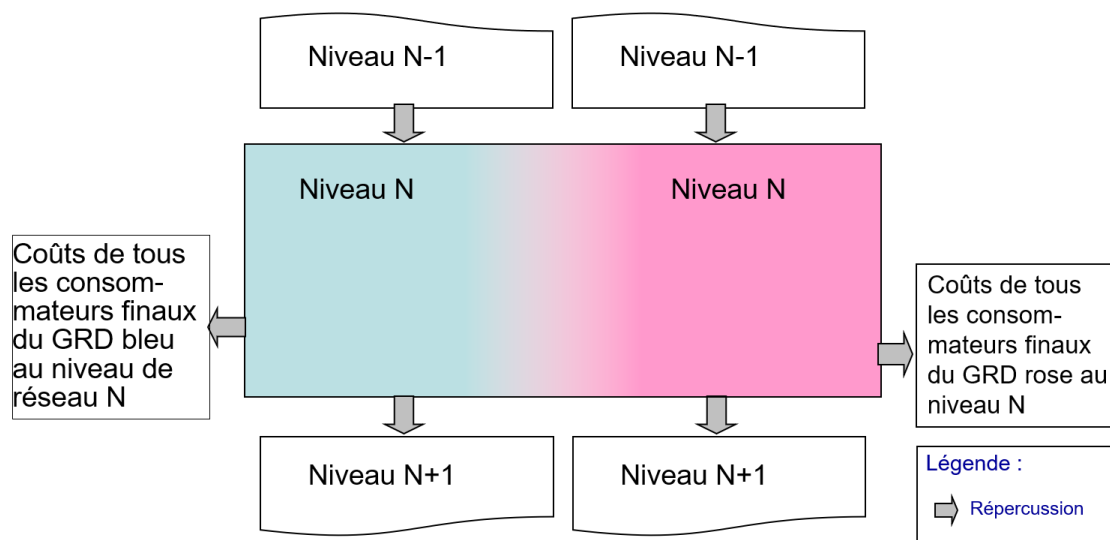 Niveau N-1
Niveau N-1
Niveau N
Niveau N
Coûts de tous
les consom-
mateurs finaux
du GRD bleu
au niveau de
réseau N
Coûts de tous
les consom-
mateurs finaux
du GRD rose au
niveau N
Niveau N+1
Niveau N+1
Légende :
Répercussion